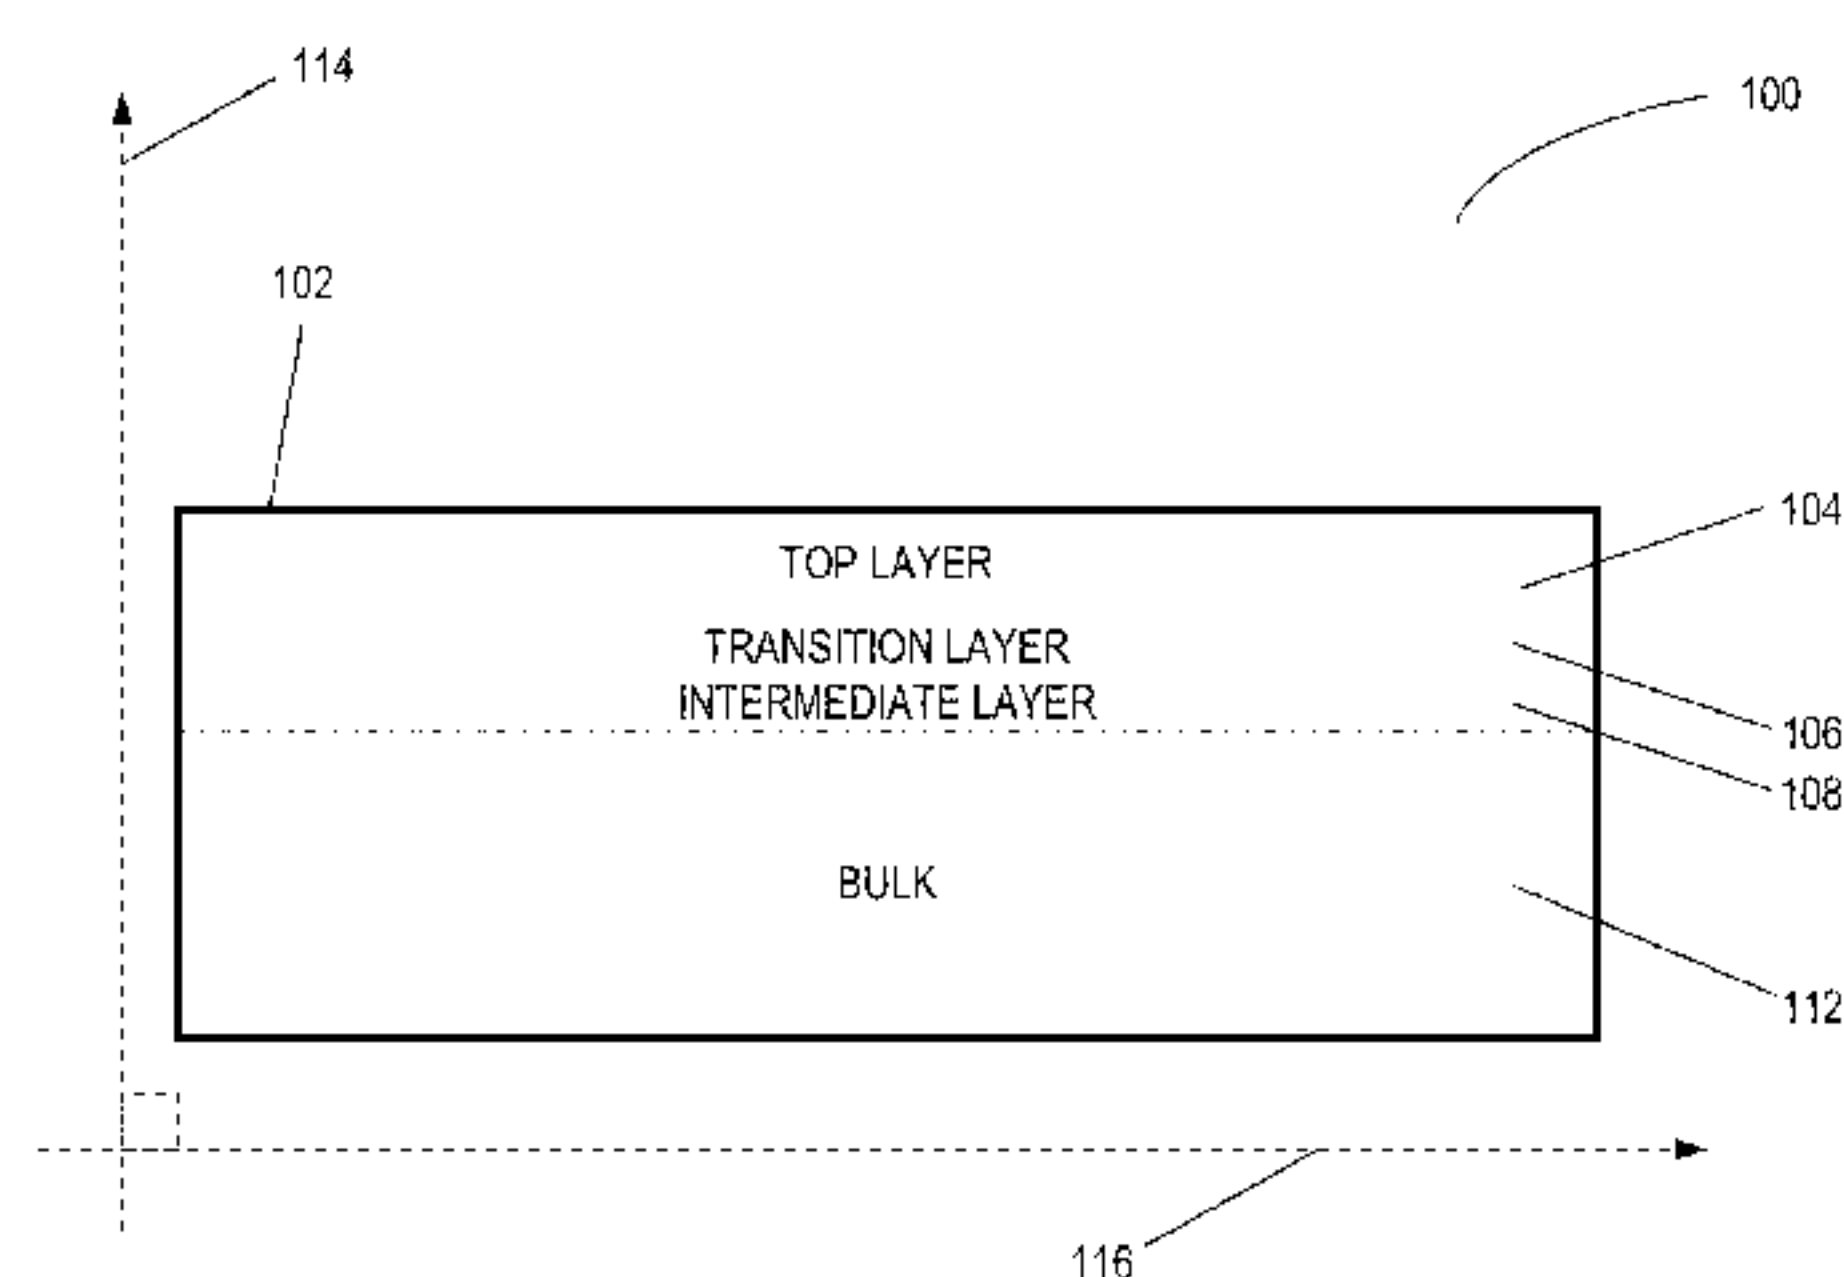 114
100
102
104
TOP LAYER
TRANSITION LAYER
INTERMEDIATE LAYER
106
108
BULK
112
116